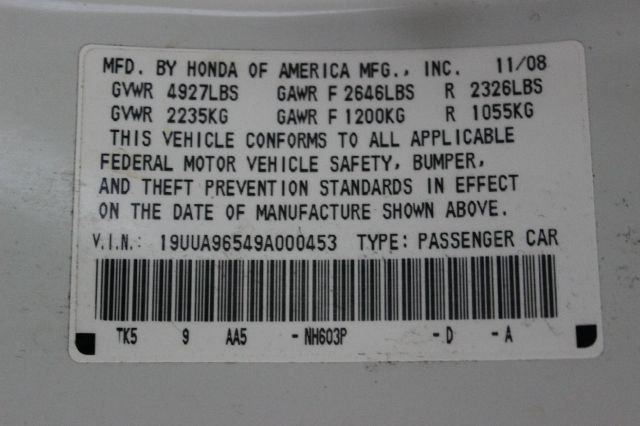 MFD. BY HONDA OF AMERICA MFG., INC. 11/08
GVWR 4927LBS GAWR F 2646LBS R 2326LBS
GVWR 2235KG GAWR F 1200KG R 1055KG
THIS VEHICLE CONFORMS TO ALL APPLICABLE
FEDERAL MOTOR VEHICLE SAFETY, BUMPER,
AND THEFT PREVENTION STANDARDS IN EFFECT
ON THE DATE OF MANUFACTURE SHOWN ABOVE.
V.I.N.: 19UUA96549A000453 TYPE: PASSENGER CAR
TK5 9 AA5 -NH603P -D -A